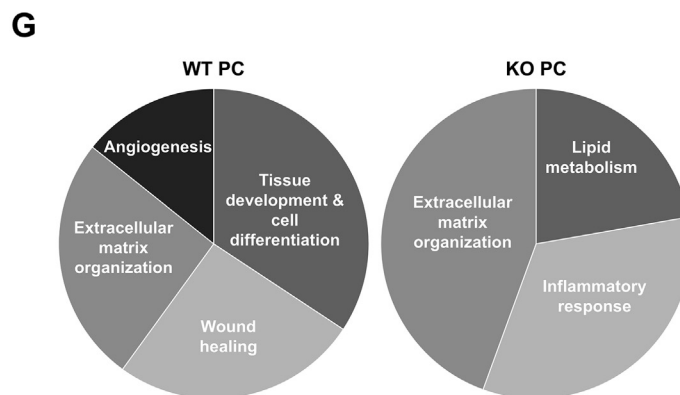 G
WT PC
KO PC
Angiogenesis
Tissue
development &
cell
differentiation
Extracellular
matrix
organization
Wound
healing
Lipid
metabolism
Extracellular
matrix
organization
Inflammatory
response